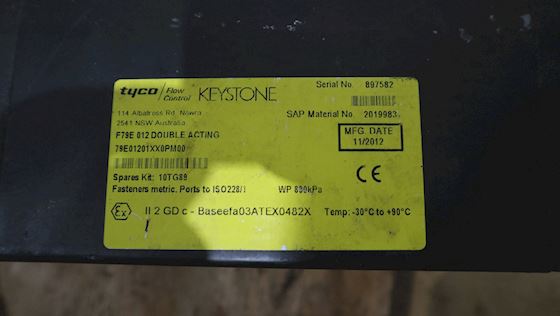 tyco Flow Control KEYSTONE
Serial No. 897582
114 Albatross Rd, Nowra
2541 NSW Australia
SAP Material No. 2019983
F79E 012 DOUBLE ACTING
79E01201XX0PM00
MFG. DATE
11/2012
Spares Kit: 10TG89
Fasteners metric. Ports to ISO228/1 WP 830kPa
CE
Ex II 2 GD c - Baseefa03ATEX0482X Temp: -30°C to +90°C